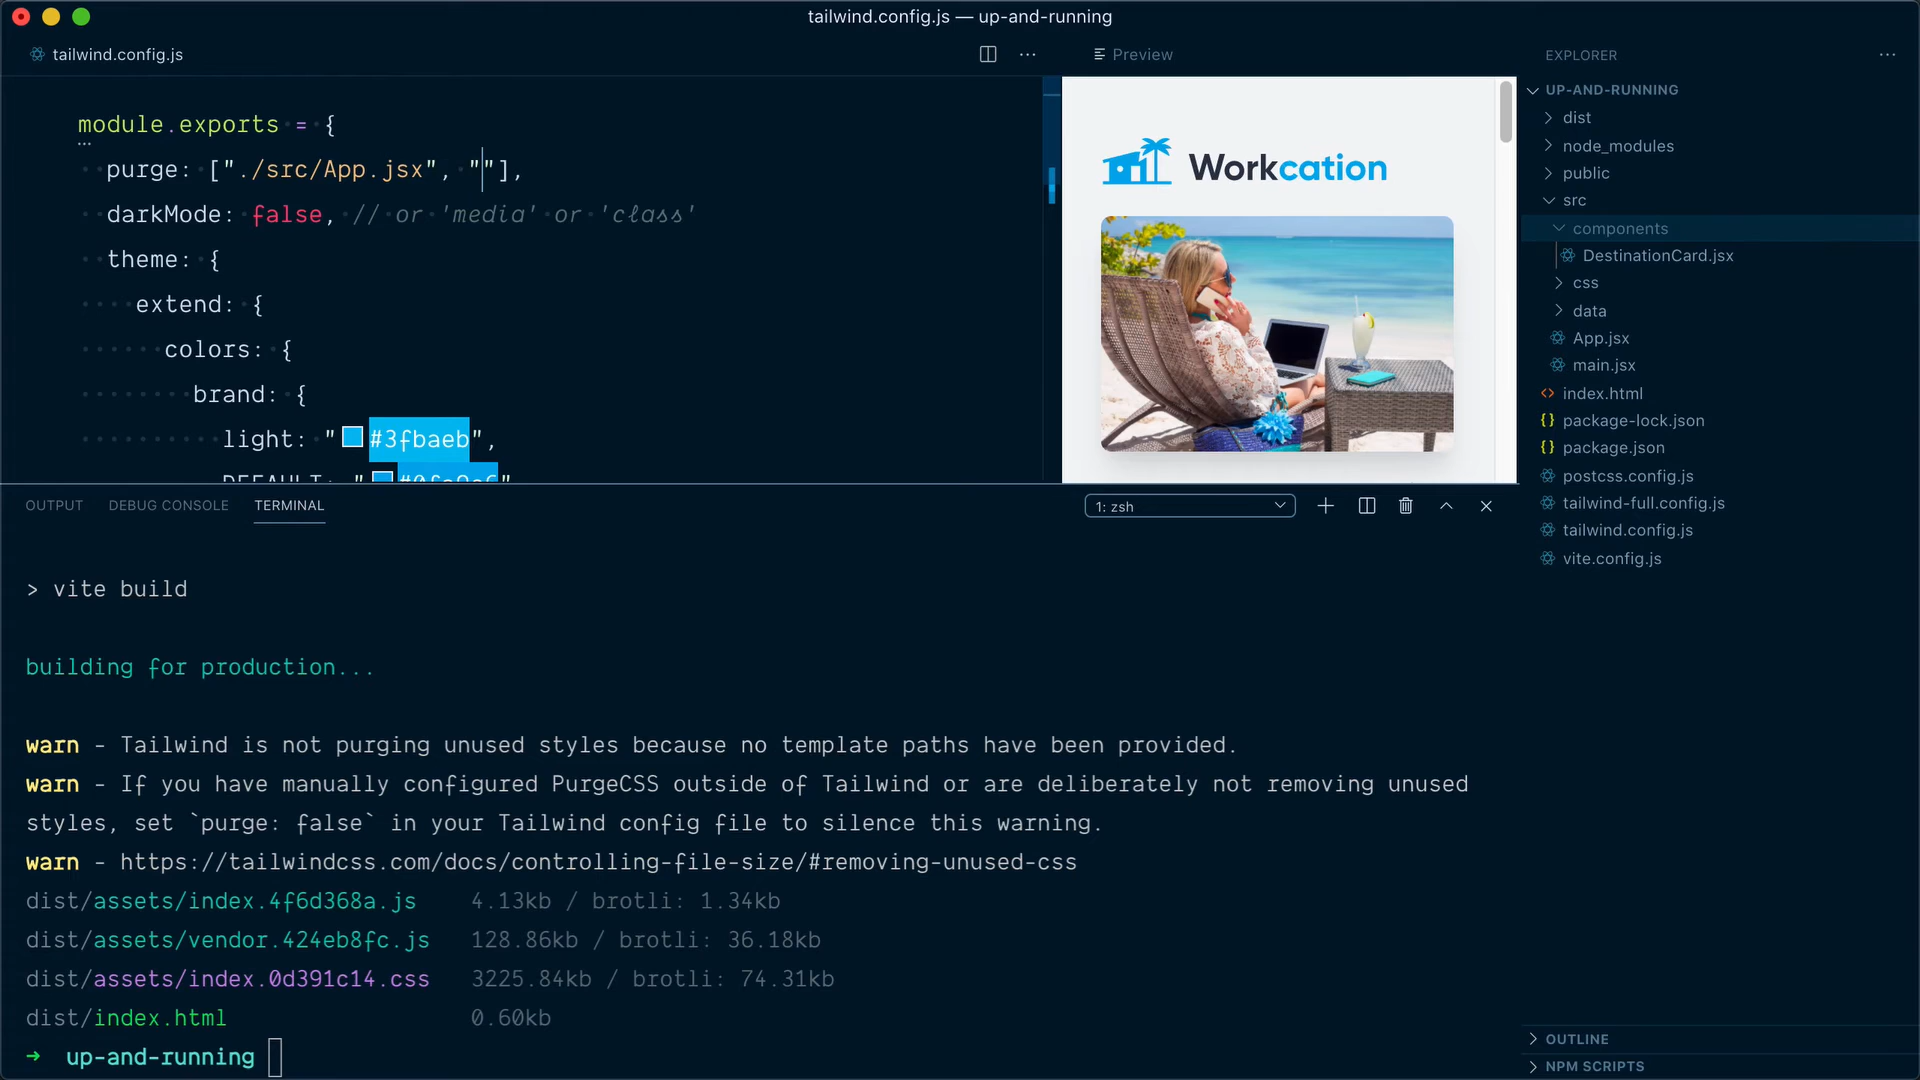 tailwind.config.js — up-and-running
tailwind.config.js
Preview
EXPLORER
module.exports = {
purge: ["./src/App.jsx", ""],
darkMode: false, // or 'media' or 'class'
theme: {
extend: {
colors: {
brand: {
light: "#3fbaeb",
DEFAULT: "#0fa9e6"
Workcation
UP-AND-RUNNING
dist
node_modules
public
src
components
DestinationCard.jsx
css
data
App.jsx
main.jsx
index.html
package-lock.json
package.json
postcss.config.js
tailwind-full.config.js
tailwind.config.js
vite.config.js
OUTPUT DEBUG CONSOLE TERMINAL
1: zsh
> vite build
building for production...
warn - Tailwind is not purging unused styles because no template paths have been provided.
warn - If you have manually configured PurgeCSS outside of Tailwind or are deliberately not removing unused
styles, set `purge: false` in your Tailwind config file to silence this warning.
warn - https://tailwindcss.com/docs/controlling-file-size/#removing-unused-css
dist/assets/index.4f6d368a.js 4.13kb / brotli: 1.34kb
dist/assets/vendor.424eb8fc.js 128.86kb / brotli: 36.18kb
dist/assets/index.0d391c14.css 3225.84kb / brotli: 74.31kb
dist/index.html 0.60kb
➜ up-and-running
OUTLINE
NPM SCRIPTS